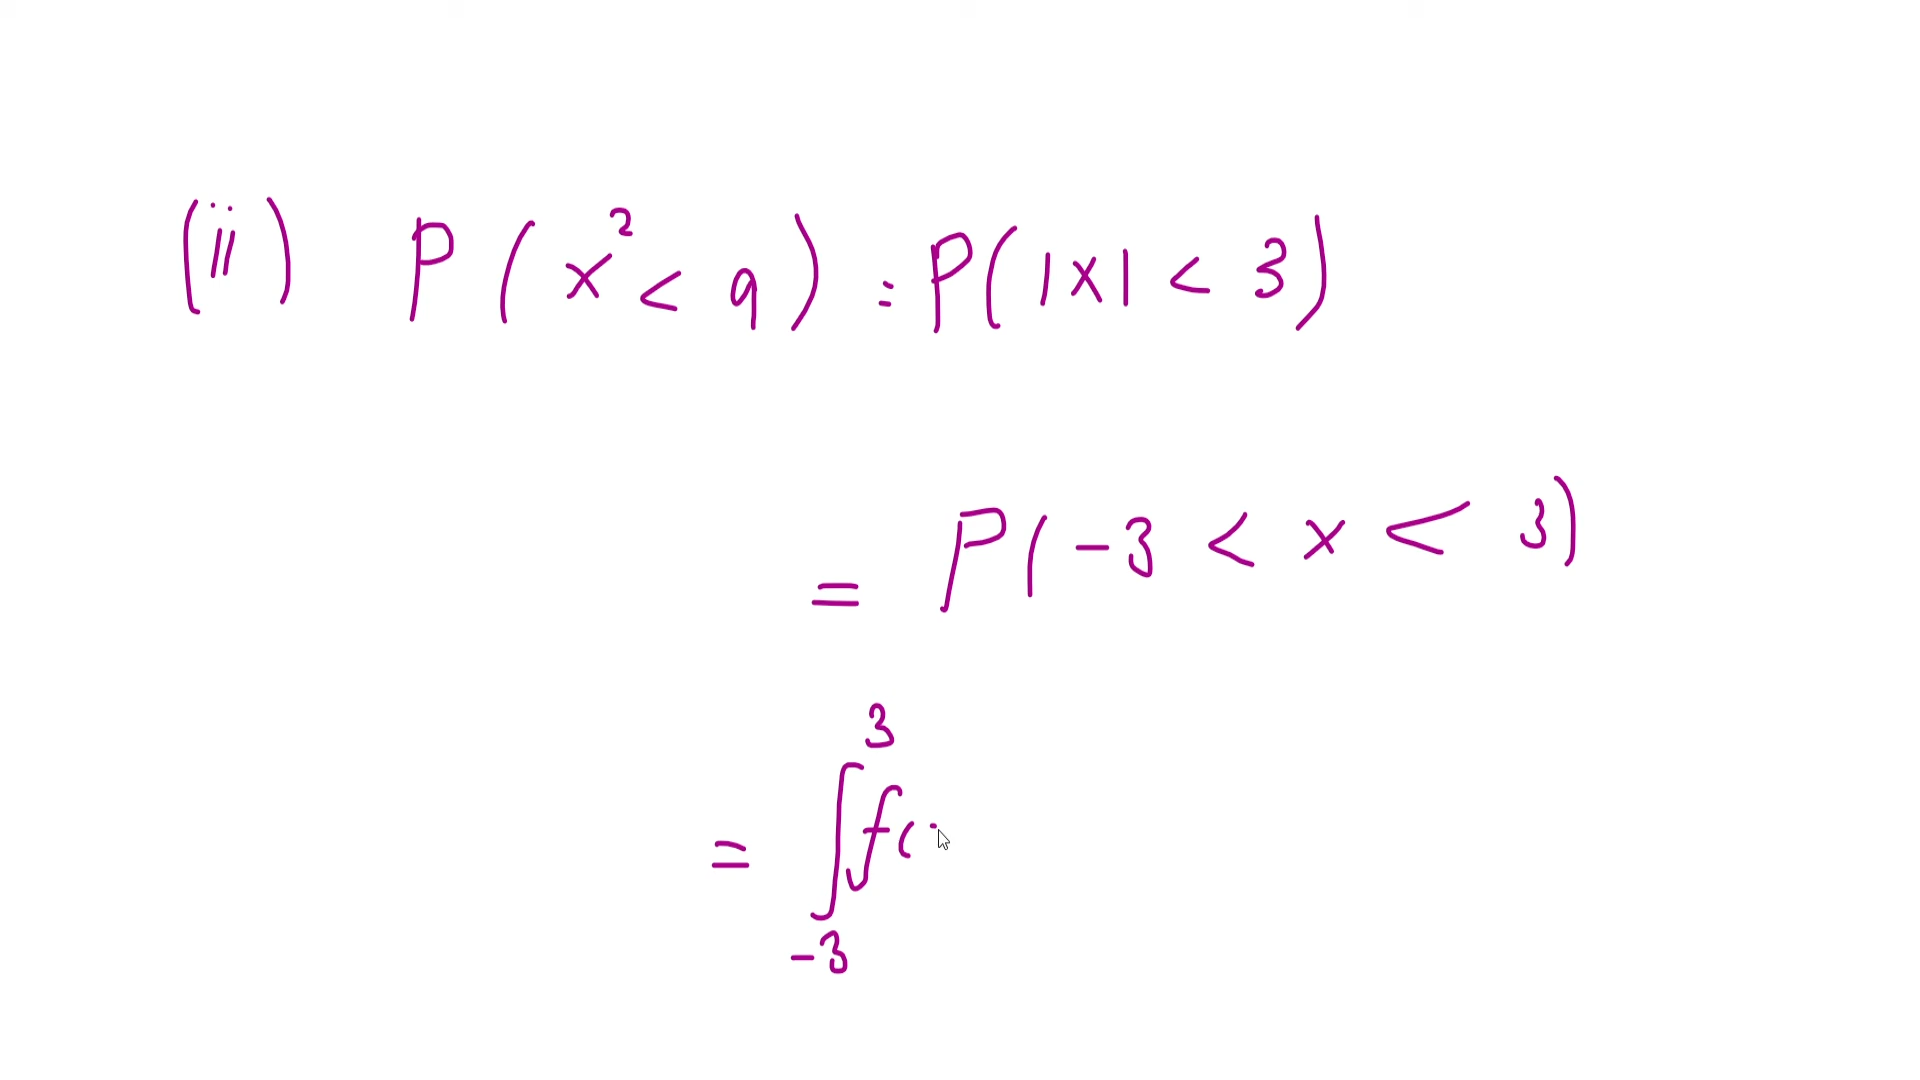 (ii) P(x² < 9) = P(|x| < 3)
= P(-3 < x < 3)
= ∫₋₃³ f(